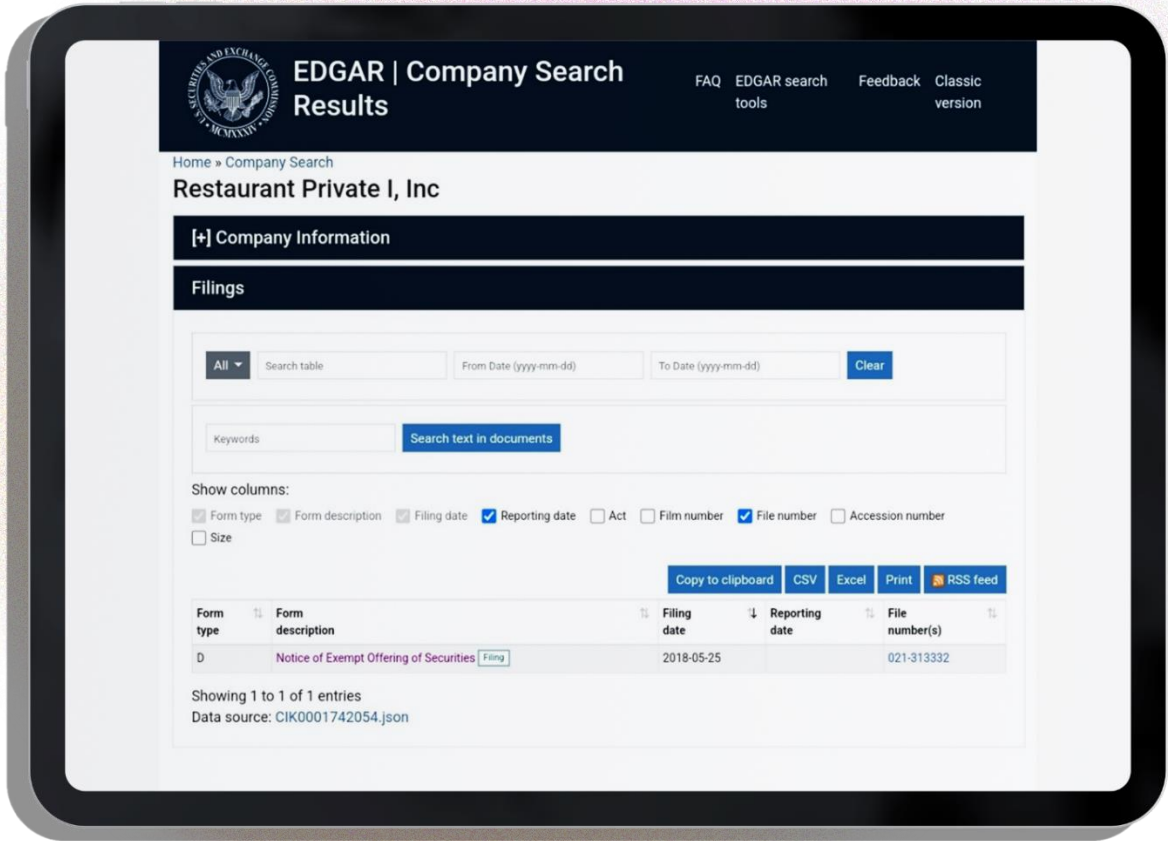 U.S. SECURITIES AND EXCHANGE COMMISSION
MCMXXXIV
EDGAR | Company Search
Results
FAQ EDGAR search Feedback Classic
tools version
Home » Company Search
Restaurant Private I, Inc
[+] Company Information
Filings
All Search table From Date (yyyy-mm-dd) To Date (yyyy-mm-dd) Clear
Keywords Search text in documents
Show columns:
Form type Form description Filing date Reporting date Act Film number File number Accession number
Size
Copy to clipboard CSV Excel Print RSS feed
Form Form Filing Reporting File
type description date date number(s)
D Notice of Exempt Offering of Securities Filing 2018-05-25 021-313332
Showing 1 to 1 of 1 entries
Data source: CIK0001742054.json